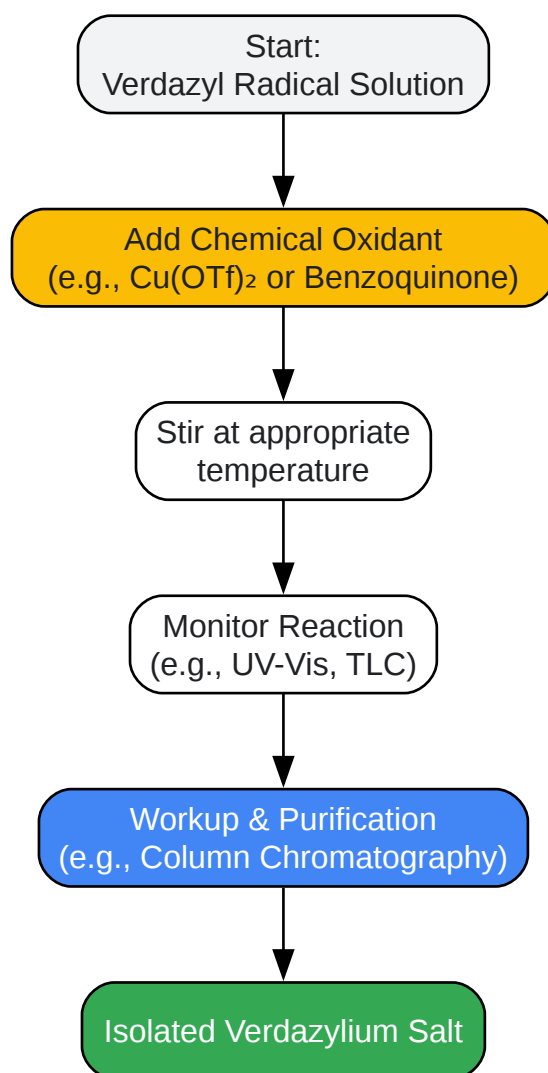 Start:
Verdazyl Radical Solution
Add Chemical Oxidant
(e.g., Cu(OTf)₂ or Benzoquinone)
Stir at appropriate
temperature
Monitor Reaction
(e.g., UV-Vis, TLC)
Workup & Purification
(e.g., Column Chromatography)
Isolated Verdazylium Salt